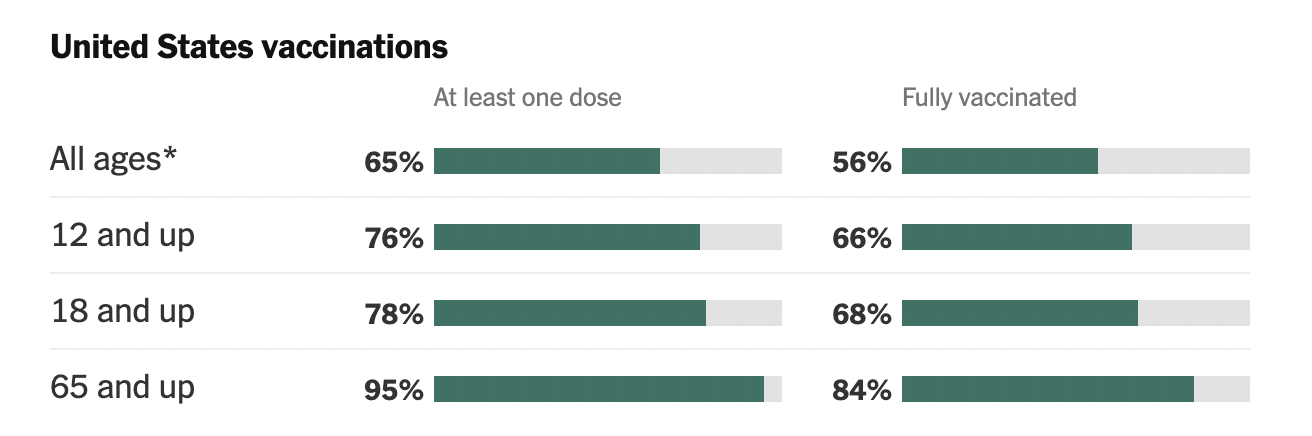 United States vaccinations
At least one dose Fully vaccinated
All ages* 65% 56%
12 and up 76% 66%
18 and up 78% 68%
65 and up 95% 84%